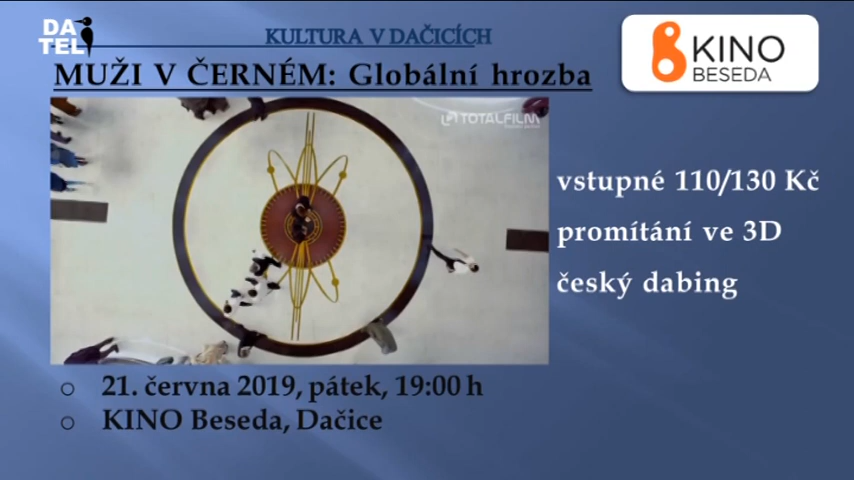 DA
TEL
KULTURA V DAČICÍCH
KINO
BESEDA
MUŽI V ČERNÉM: Globální hrozba
TOTALFILM
vstupné 110/130 Kč
promítání ve 3D
český dabing
21. června 2019, pátek, 19:00 h
KINO Beseda, Dačice